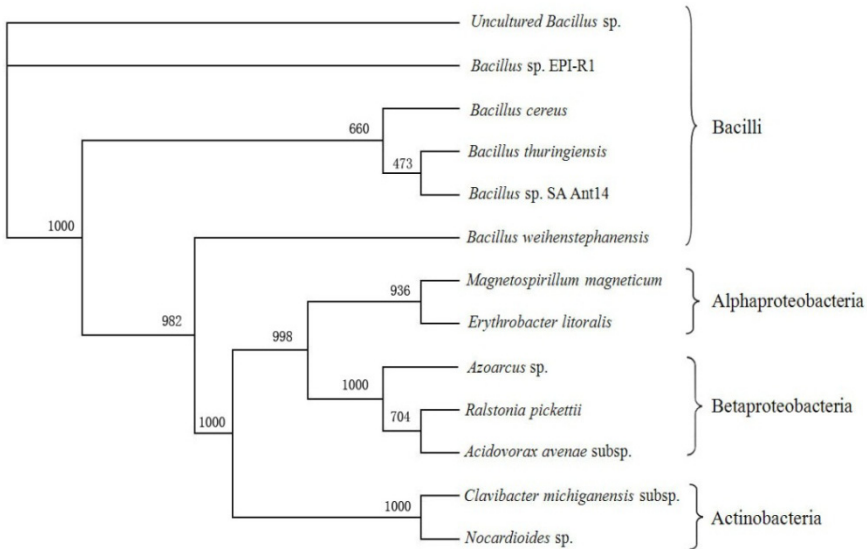 Uncultured Bacillus sp.
Bacillus sp. EPI-R1
Bacillus cereus
660
Bacillus thuringiensis
Bacilli
473
Bacillus sp. SA Ant14
1000
Bacillus weihenstephanensis
Magnetospirillum magneticum
936
Alphaproteobacteria
Erythrobacter litoralis
982
998
Azoarcus sp.
1000
Ralstonia pickettii
Betaproteobacteria
704
1000
Acidovorax avenae subsp.
Clavibacter michiganensis subsp.
1000
Actinobacteria
Nocardioides sp.